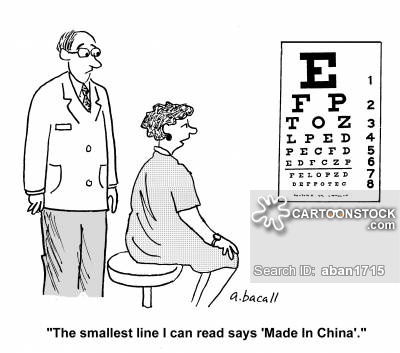 E
1
F P
2
T O Z
3
L P E D
4
P E C F D
5
E D F C Z P
6
F E L O P Z D
7
D E F P O T E C
8
CARTOONSTOCK
.com
Search ID: aban1715
a.bacall
"The smallest line I can read says 'Made In China'."